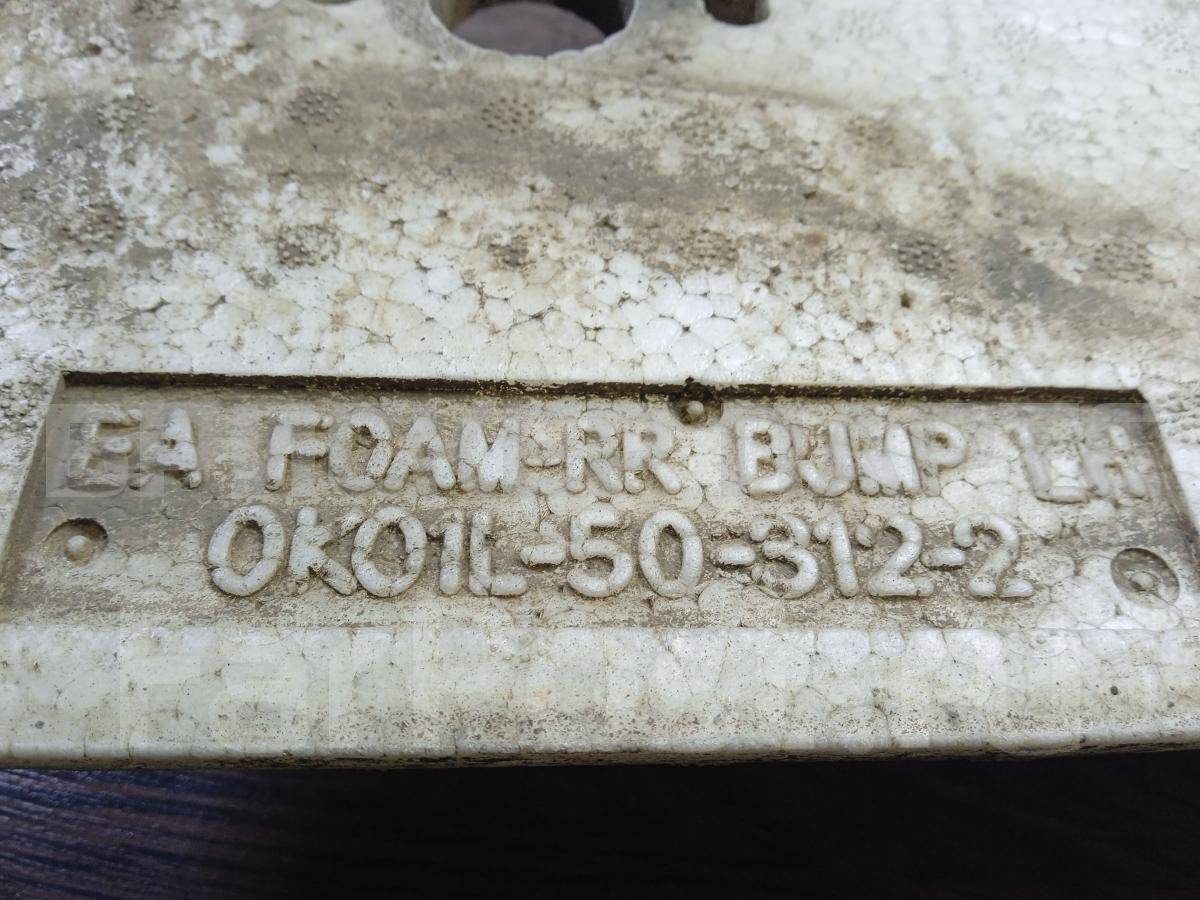 EA FOAM-RR BUMP LH
0K01L-50-312-2